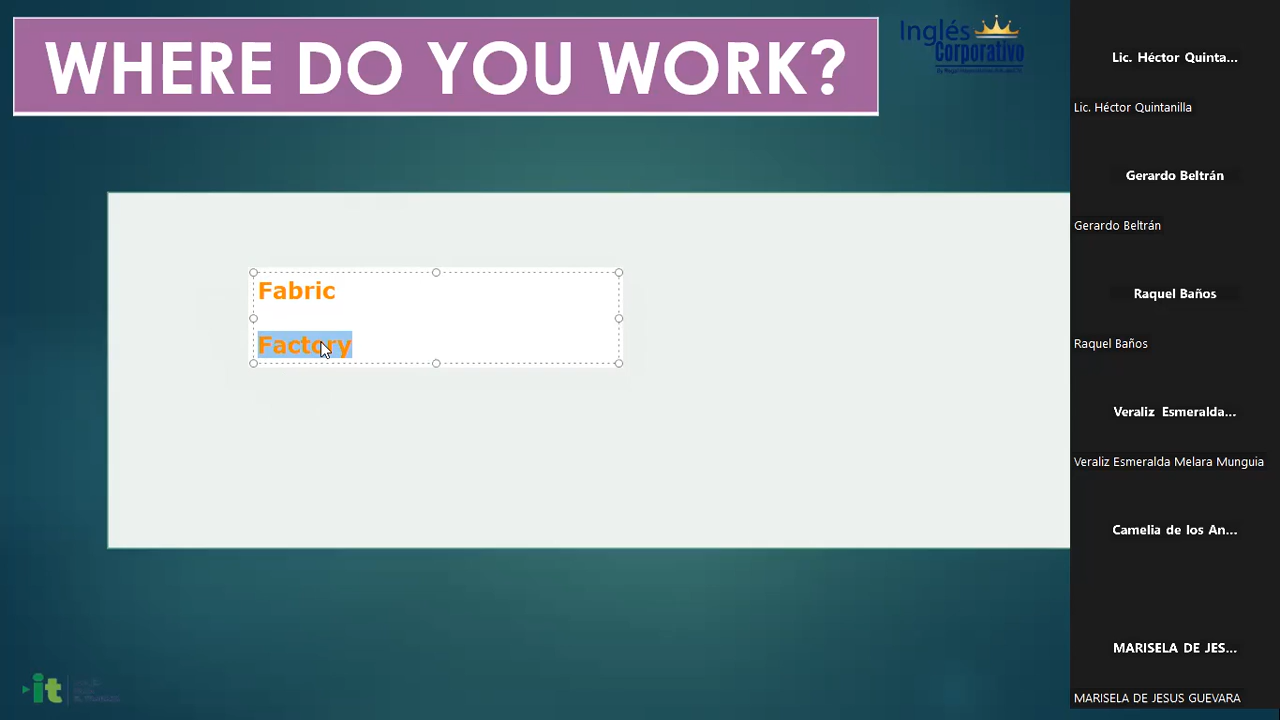 WHERE DO YOU WORK?
Inglés
Corporativo
Fabric
Factory
it
Lic. Héctor Quinta...
Lic. Héctor Quintanilla
Gerardo Beltrán
Gerardo Beltrán
Raquel Baños
Raquel Baños
Veraliz Esmeralda...
Veraliz Esmeralda Melara Munguia
Camelia de los An...
MARISELA DE JES...
MARISELA DE JESUS GUEVARA